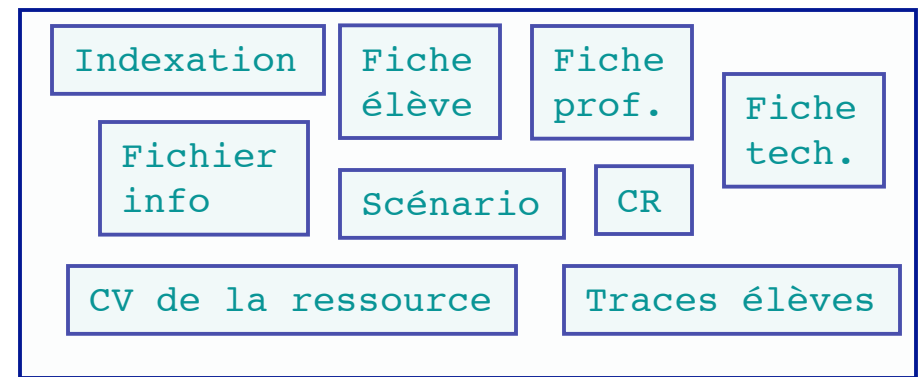 Indexation
Fiche
élève
Fiche
prof.
Fiche
tech.
Fichier
info
Scénario
CR
CV de la ressource
Traces élèves